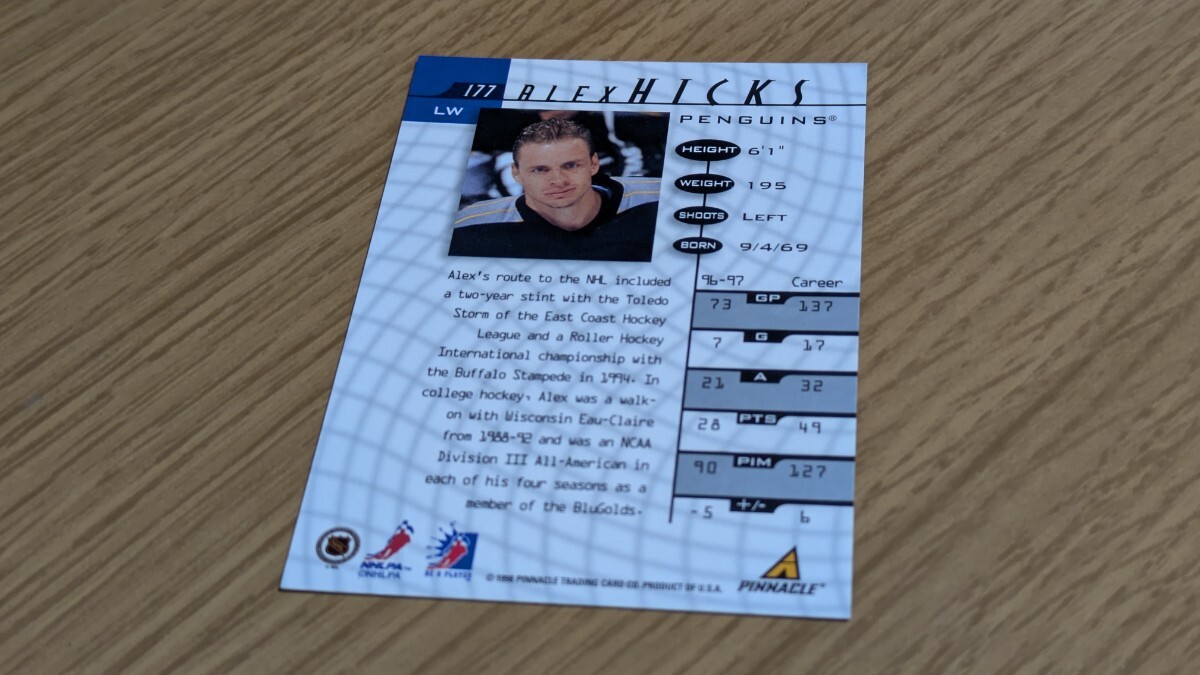 177 ALEX HICKS
LW
PENGUINS®
HEIGHT 6'1"
WEIGHT 195
SHOOTS LEFT
BORN 9/4/69
Alex's route to the NHL included
a two-year stint with the Toledo
Storm of the East Coast Hockey
League and a Roller Hockey
International championship with
the Buffalo Stampede in 1994. In
college hockey, Alex was a walk-
on with Wisconsin Eau-Claire
from 1988-92 and was an NCAA
Division III All-American in
each of his four seasons as a
member of the BluGolds.
96-97 Career
73 GP 137
7 G 17
21 A 32
28 PTS 49
90 PIM 127
-5 +/- 6
NHLPA™
©NHLPA
BE A PLAYER
© 1998 PINNACLE TRADING CARD CO. PRODUCT OF U.S.A.
PINNACLE